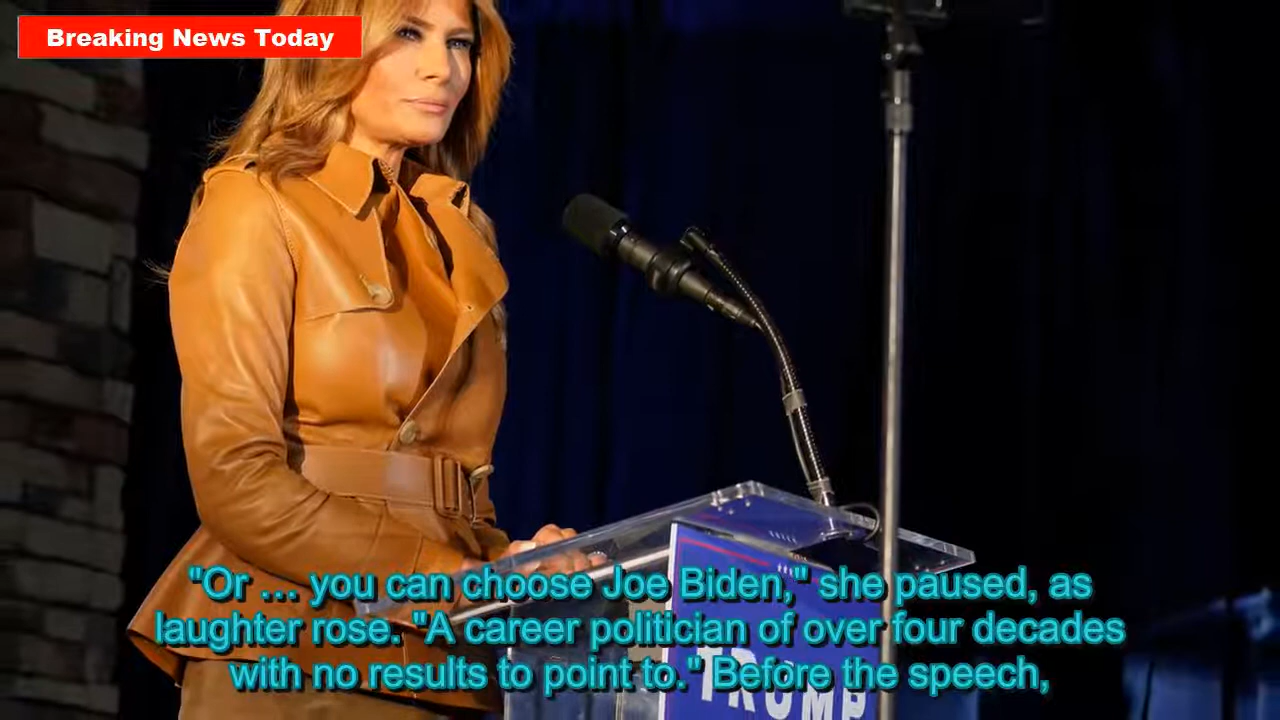 Breaking News Today
"Or ... you can choose Joe Biden," she paused, as
laughter rose. "A career politician of over four decades
with no results to point to." Before the speech,
TRUMP